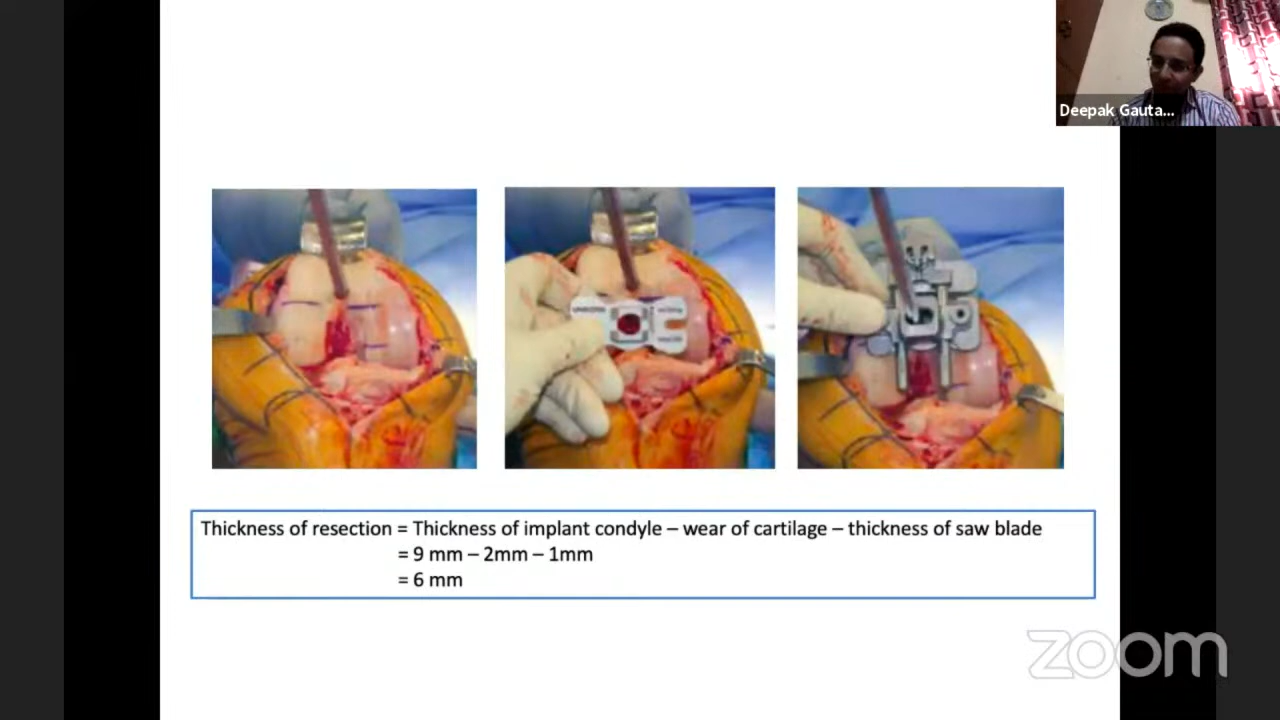 Deepak Gauta...
Thickness of resection = Thickness of implant condyle – wear of cartilage – thickness of saw blade
= 9 mm – 2mm – 1mm
= 6 mm
zoom